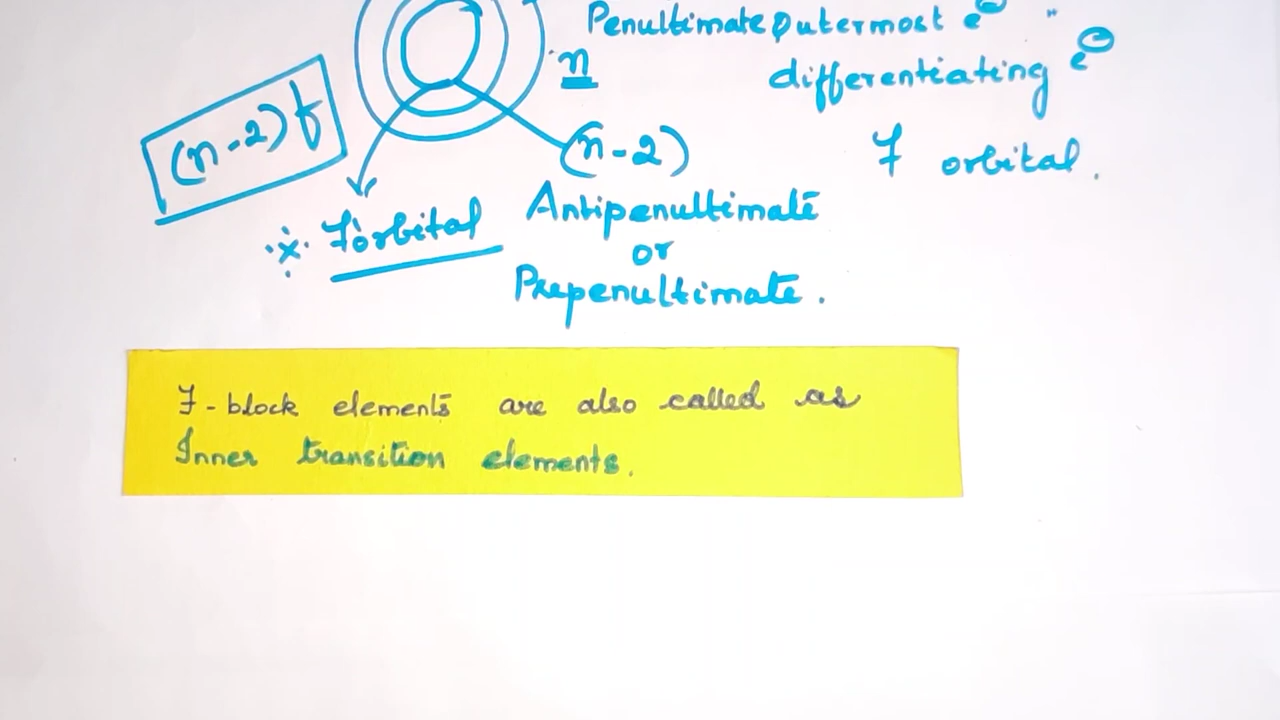 Penultimate outermost e⊖ "
n
differentiating e⊖
(n-2)f
(n-2)
f orbital.
f orbital
Antipenultimate
or
Prepenultimate.
f-block elements are also called as
Inner transition elements.